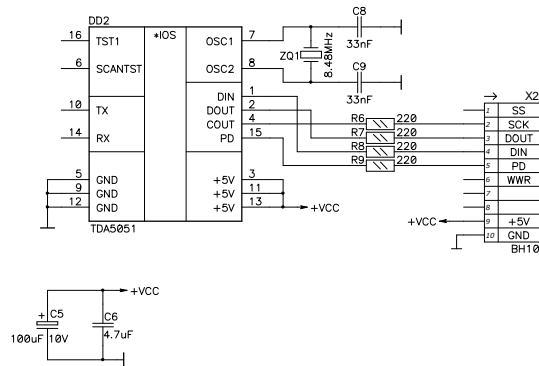 DD2
C8
33nF
16 TST1 *IOS OSC1 7
ZQ1 8.48MHz
6 SCANTST OSC2 8
C9
33nF
DIN 1
10 TX DOUT 2
COUT 4
14 RX PD 15
R6 220
R7 220
R8 220
R9 220
5 GND +5V 3
9 GND +5V 11
12 GND +5V 13
+VCC
TDA5051
X2
1 SS
2 SCK
3 DOUT
4 DIN
5 PD
6 WWR
7
8
+VCC 9 +5V
10 GND
BH10
+VCC
+ C5
100uF 10V
C6
4.7uF